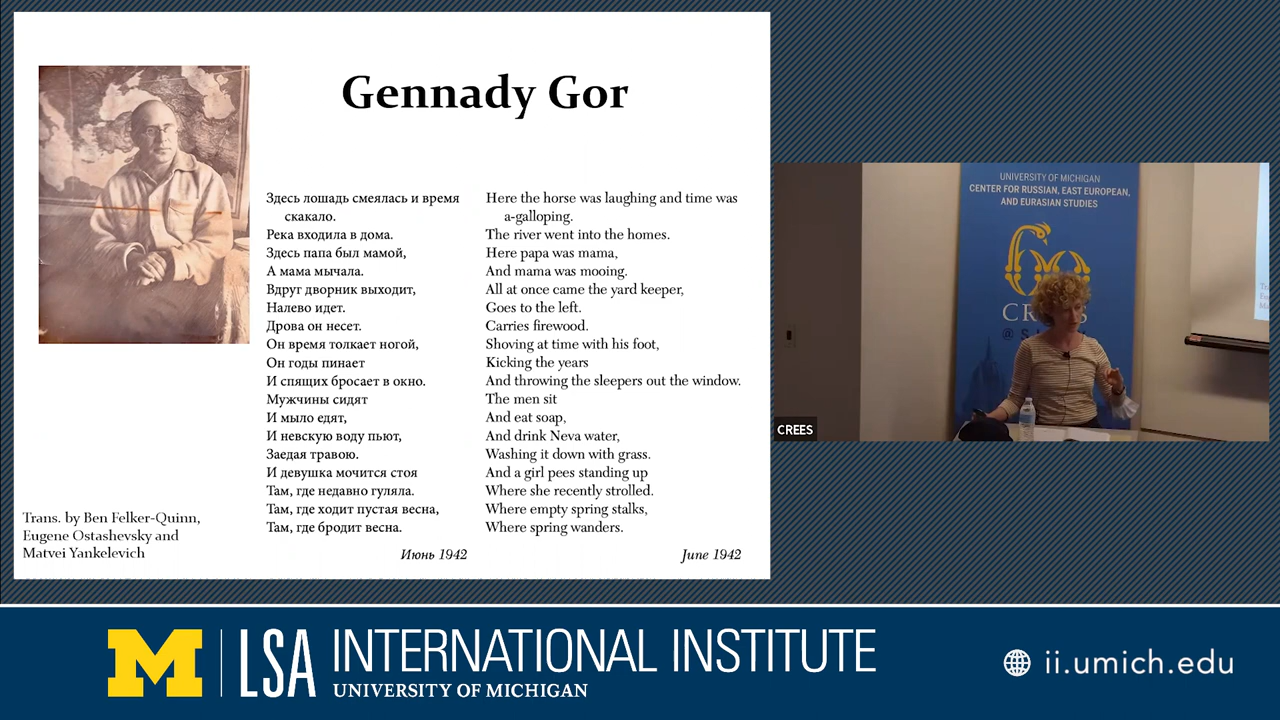 Gennady Gor
Здесь лошадь смеялась и время
скакало.
Река входила в дома.
Здесь папа был мамой,
А мама мычала.
Вдруг дворник выходит,
Налево идет.
Дрова он несет.
Он время толкает ногой,
Он годы пинает
И спящих бросает в окно.
Мужчины сидят
И мыло едят,
И невскую воду пьют,
Заедая травою.
И девушка мочится стоя
Там, где недавно гуляла.
Там, где ходит пустая весна,
Там, где бродит весна.
Июнь 1942
Here the horse was laughing and time was
a-galloping.
The river went into the homes.
Here papa was mama,
And mama was mooing.
All at once came the yard keeper,
Goes to the left.
Carries firewood.
Shoving at time with his foot,
Kicking the years
And throwing the sleepers out the window.
The men sit
And eat soap,
And drink Neva water,
Washing it down with grass.
And a girl pees standing up
Where she recently strolled.
Where empty spring stalks,
Where spring wanders.
June 1942
Trans. by Ben Felker-Quinn,
Eugene Ostashevsky and
Matvei Yankelevich
UNIVERSITY OF MICHIGAN
CENTER FOR RUSSIAN, EAST EUROPEAN,
AND EURASIAN STUDIES
60
CREES
M LSA INTERNATIONAL INSTITUTE
UNIVERSITY OF MICHIGAN
ii.umich.edu